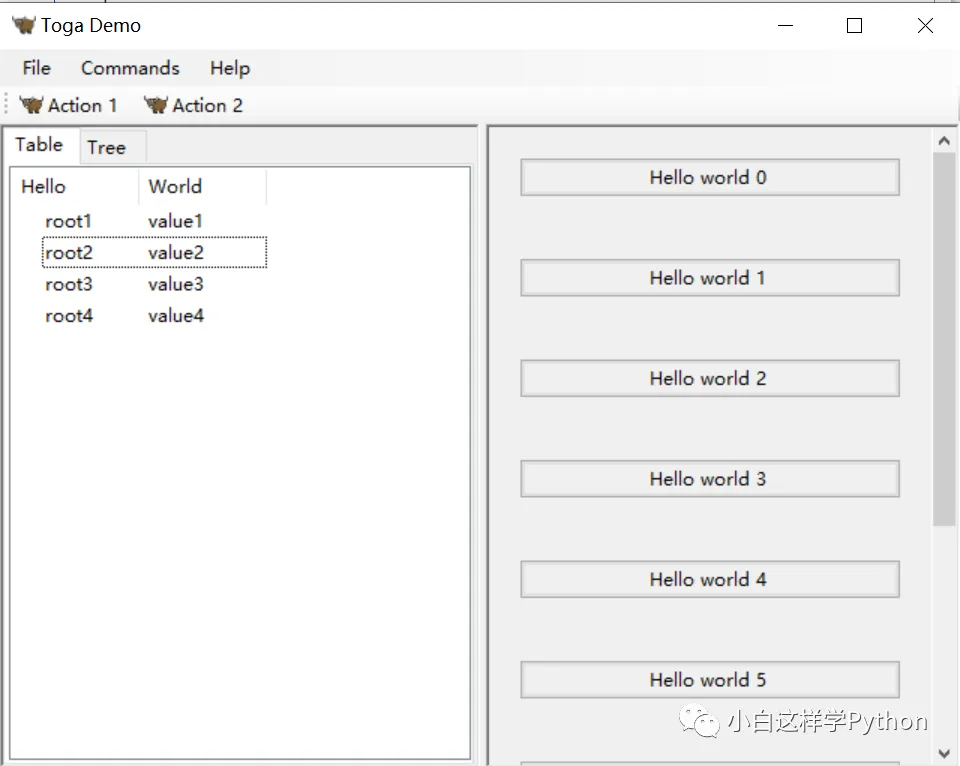 Toga Demo
File Commands Help
Action 1 Action 2
Table Tree
Hello World
root1 value1
root2 value2
root3 value3
root4 value4
Hello world 0
Hello world 1
Hello world 2
Hello world 3
Hello world 4
Hello world 5
小白这样学Python